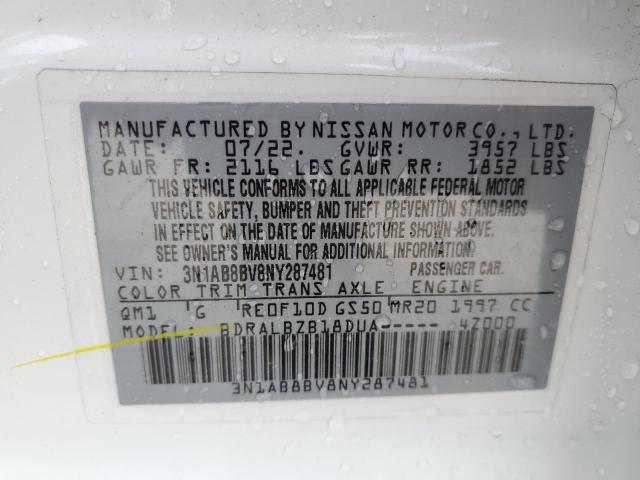 MANUFACTURED BY NISSAN MOTOR CO., LTD.
DATE: 07/22. GVWR: 3957 LBS
GAWR FR: 2116 LBS GAWR RR: 1852 LBS
THIS VEHICLE CONFORMS TO ALL APPLICABLE FEDERAL MOTOR
VEHICLE SAFETY, BUMPER AND THEFT PREVENTION STANDARDS
IN EFFECT ON THE DATE OF MANUFACTURE SHOWN ABOVE.
SEE OWNER'S MANUAL FOR ADDITIONAL INFORMATION.
VIN: 3N1AB8BV8NY287481 PASSENGER CAR.
COLOR TRIM TRANS AXLE ENGINE
QM1 G RE0F10D GS50 MR20 1997 CC
MODEL: BDRALBZB18DUA----- 4Z000
3N1AB8BV8NY287481